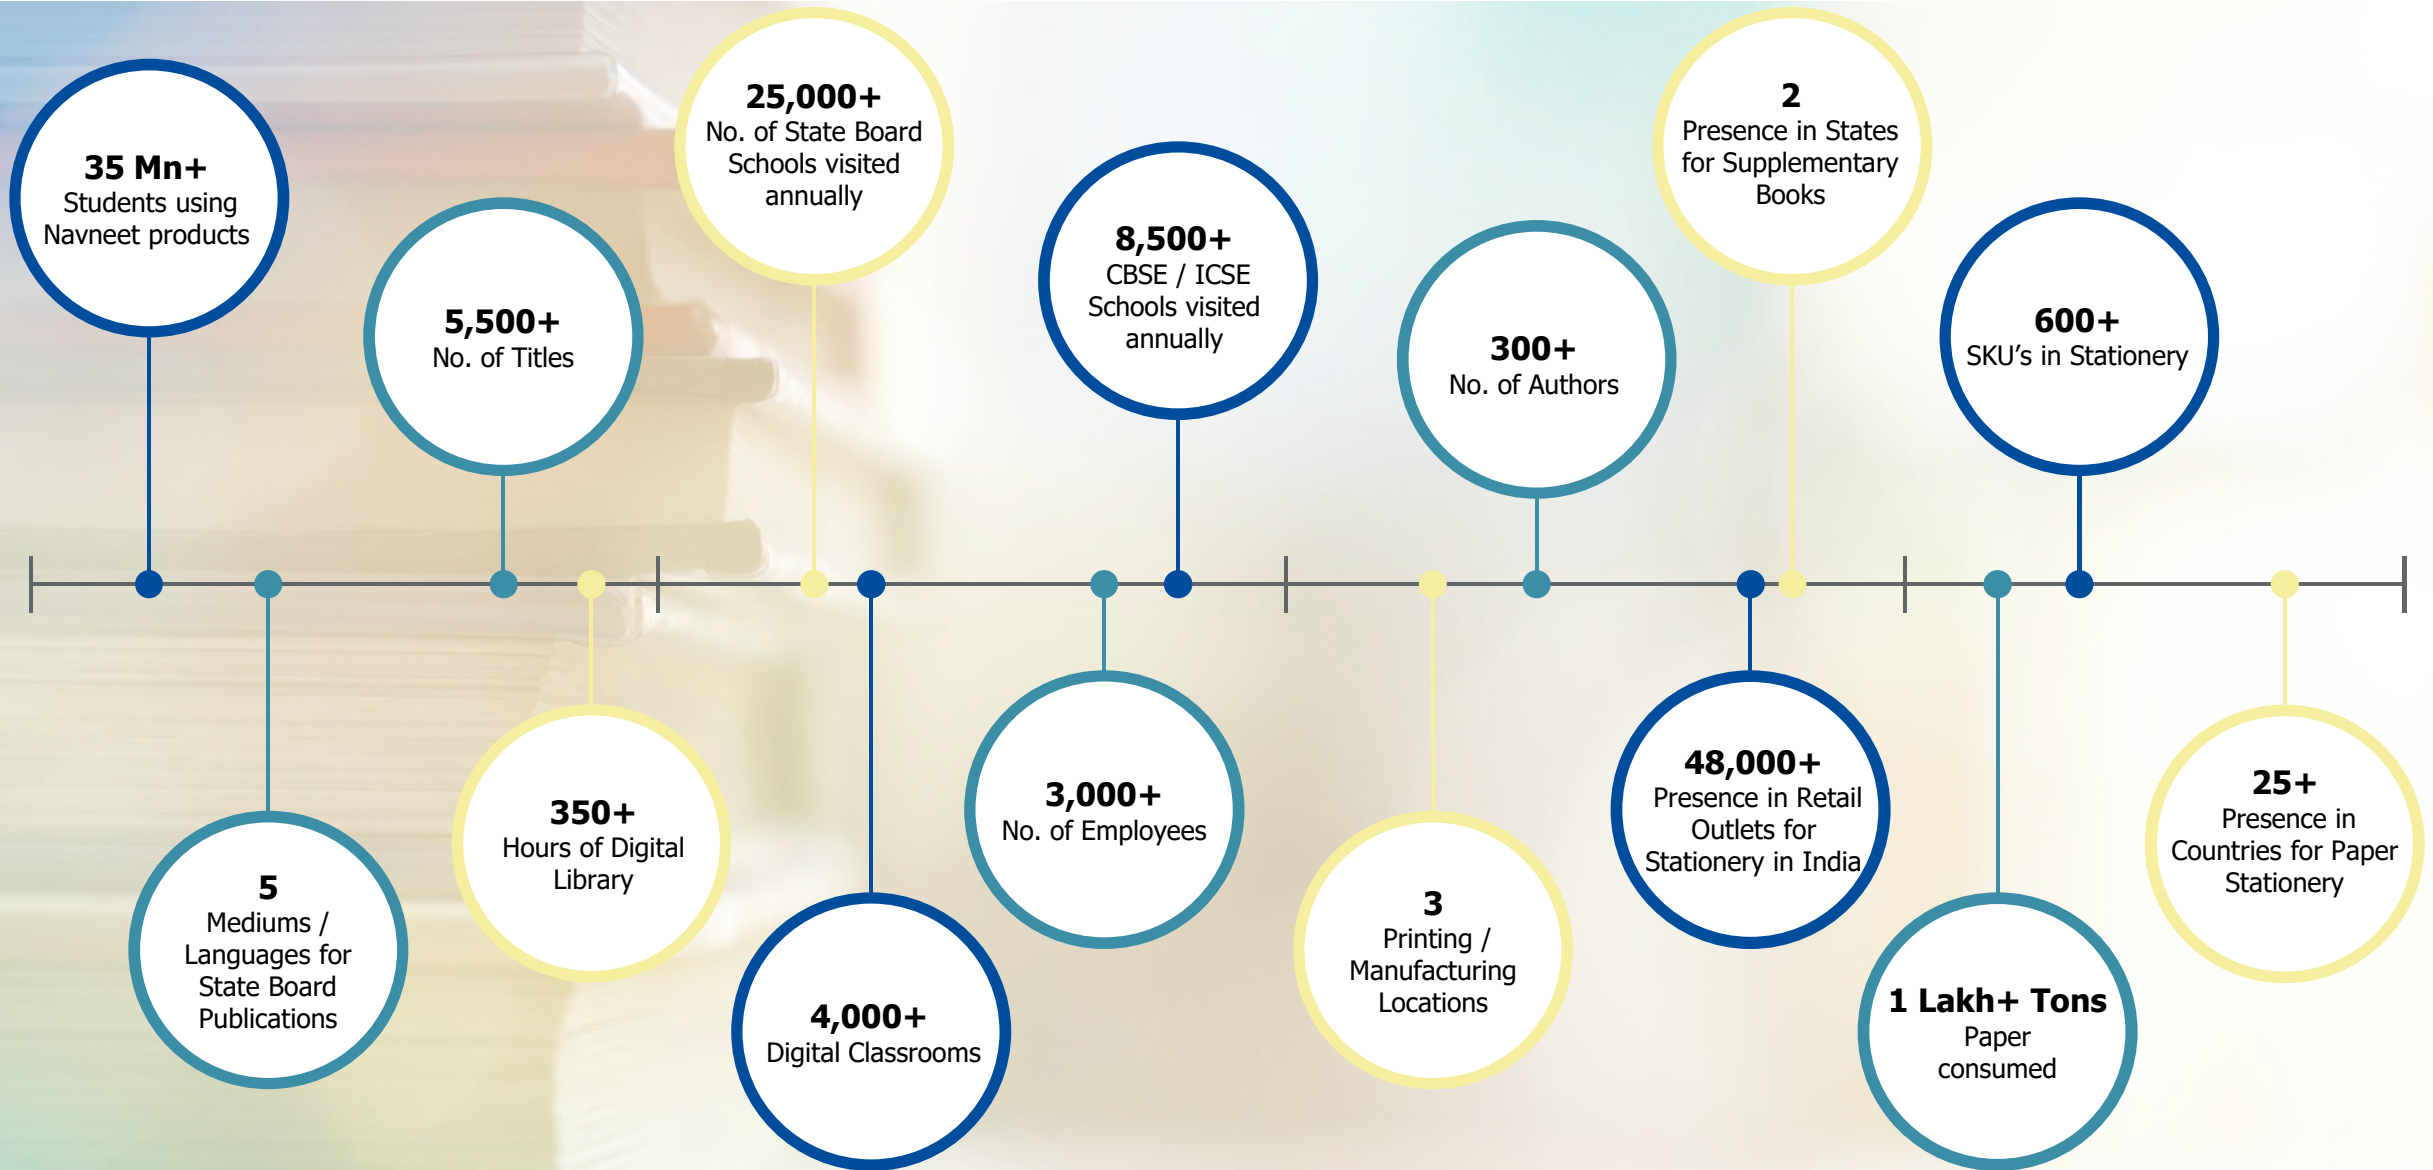 35 Mn+
Students using
Navneet products
5
Mediums /
Languages for
State Board
Publications
5,500+
No. of Titles
350+
Hours of Digital
Library
25,000+
No. of State Board
Schools visited
annually
4,000+
Digital Classrooms
3,000+
No. of Employees
8,500+
CBSE / ICSE
Schools visited
annually
3
Printing /
Manufacturing
Locations
300+
No. of Authors
48,000+
Presence in Retail
Outlets for
Stationery in India
2
Presence in States
for Supplementary
Books
1 Lakh+ Tons
Paper
consumed
600+
SKU’s in Stationery
25+
Presence in
Countries for Paper
Stationery